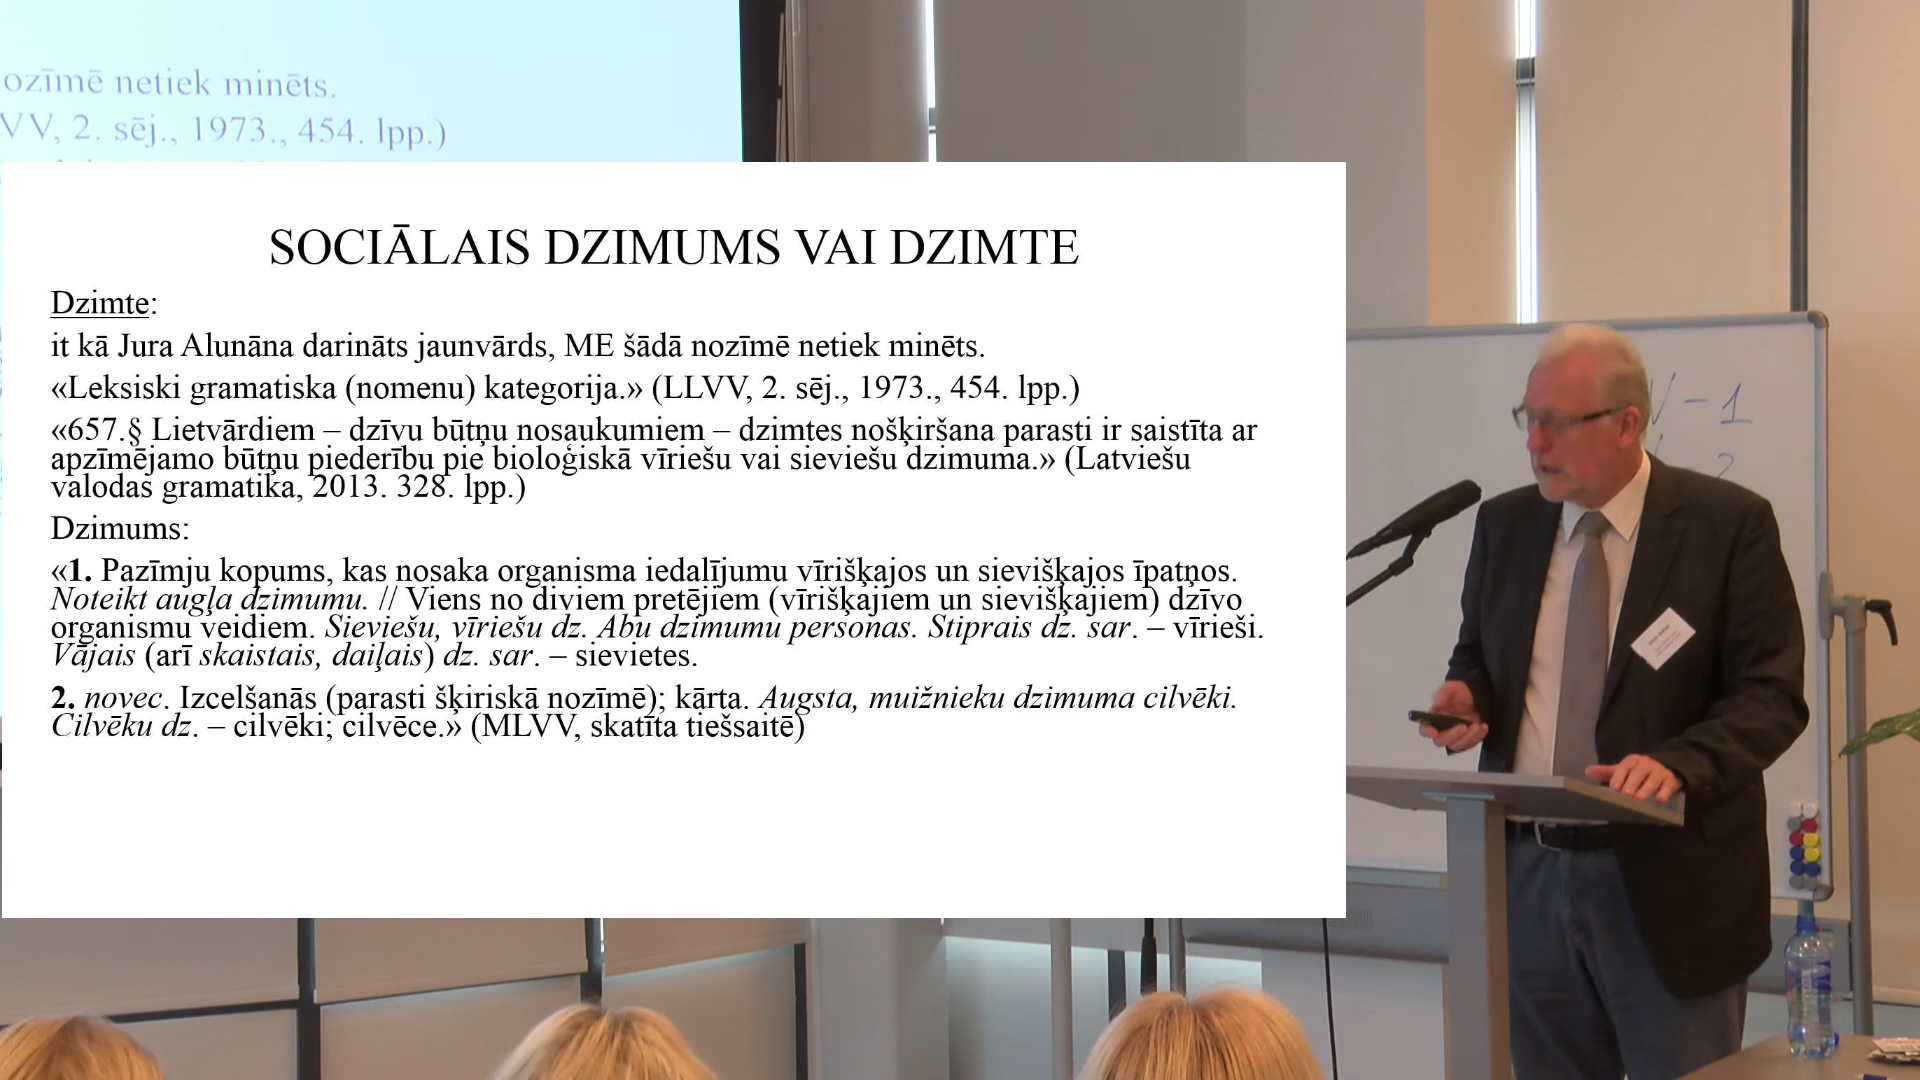 ozīmē netiek minēts.
VV, 2. sēj., 1973., 454. lpp.)
SOCIĀLAIS DZIMUMS VAI DZIMTE
Dzimte:
it kā Jura Alunāna darināts jaunvārds, ME šādā nozīmē netiek minēts.
«Leksiski gramatiska (nomenu) kategorija.» (LLVV, 2. sēj., 1973., 454. lpp.)
«657.§ Lietvārdiem – dzīvu būtņu nosaukumiem – dzimtes nošķiršana parasti ir saistīta ar
apzīmējamo būtņu piederību pie bioloģiskā vīriešu vai sieviešu dzimuma.» (Latviešu
valodas gramatika, 2013. 328. lpp.)
Dzimums:
«1. Pazīmju kopums, kas nosaka organisma iedalījumu vīrišķajos un sievišķajos īpatņos.
Noteikt augļa dzimumu. // Viens no diviem pretējiem (vīrišķajiem un sievišķajiem) dzīvo
organismu veidiem. Sieviešu, vīriešu dz. Abu dzimumu personas. Stiprais dz. sar. – vīrieši.
Vājais (arī skaistais, daiļais) dz. sar. – sievietes.
2. novec. Izcelšanās (parasti šķiriskā nozīmē); kārta. Augsta, muižnieku dzimuma cilvēki.
Cilvēku dz. – cilvēki; cilvēce.» (MLVV, skatīta tiešsaitē)
V – 1
2